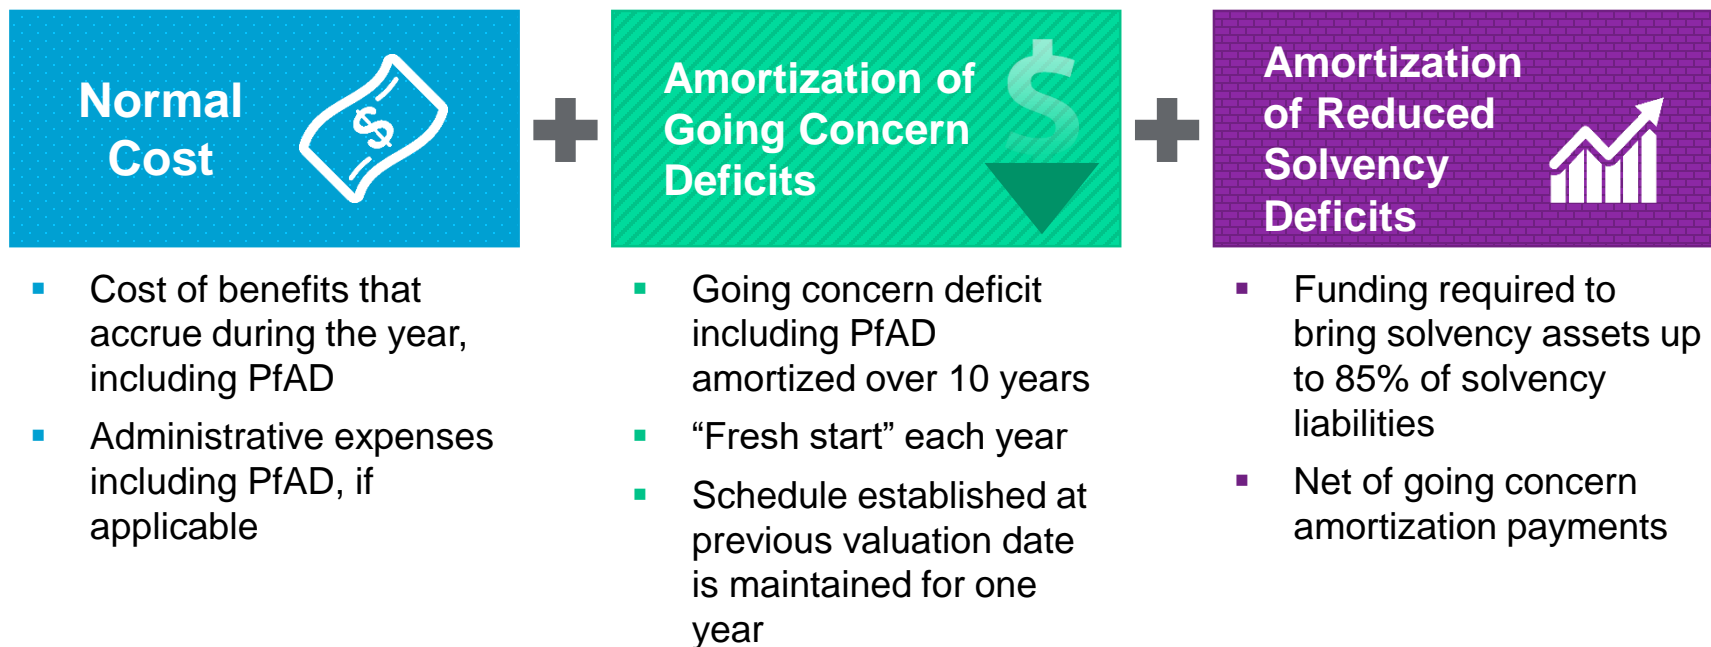 Normal
Cost
$
Amortization of
Going Concern
Deficits
$
Amortization
of Reduced
Solvency
Deficits
▪ Cost of benefits that
accrue during the year,
including PfAD
▪ Administrative expenses
including PfAD, if
applicable
▪ Going concern deficit
including PfAD
amortized over 10 years
▪ “Fresh start” each year
▪ Schedule established at
previous valuation date
is maintained for one
year
▪ Funding required to
bring solvency assets up
to 85% of solvency
liabilities
▪ Net of going concern
amortization payments